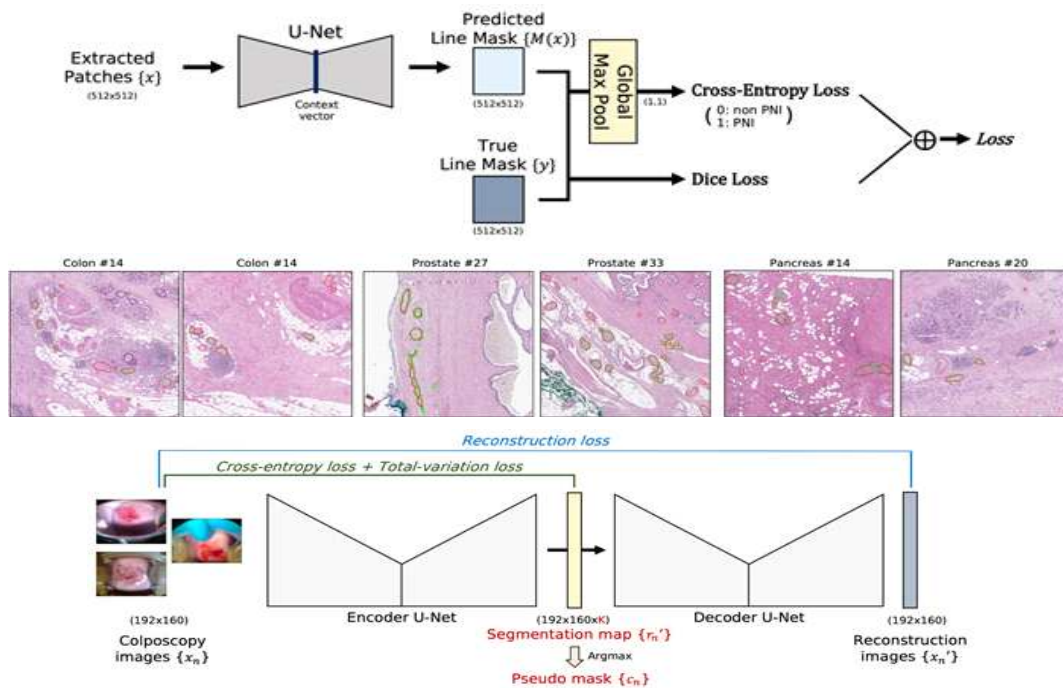 U-Net
Extracted
Patches {x}
(512x512)
Context
vector
Predicted
Line Mask {M(x)}
(512x512)
True
Line Mask {y}
(512x512)
Global
Max Pool
(1,1)
Cross-Entropy Loss
( 0: non PNI
1: PNI )
Dice Loss
⊕
Loss
Colon #14
Colon #14
Prostate #27
Prostate #33
Pancreas #14
Pancreas #20
Reconstruction loss
Cross-entropy loss + Total-variation loss
(192x160)
Colposcopy
images {xₙ}
Encoder U-Net
(192x160xK)
Segmentation map {rₙ'}
Argmax
Pseudo mask {cₙ}
Decoder U-Net
(192x160)
Reconstruction
images {xₙ'}